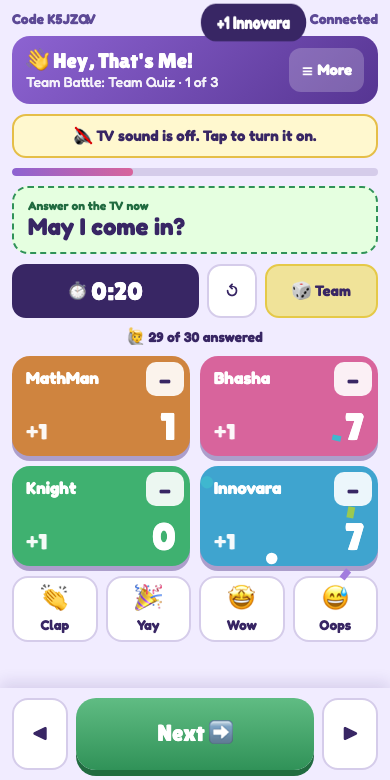 Code K5JZQV
+1 Innovara
Connected
👋 Hey, That's Me!
Team Battle: Team Quiz · 1 of 3
≡ More
TV sound is off. Tap to turn it on.
Answer on the TV now
May I come in?
0:20
↺
Team
29 of 30 answered
MathMan
–
+1
1
Bhasha
–
+1
7
Knight
–
+1
0
Innovara
–
+1
7
Clap
Yay
Wow
Oops
◀
Next ➡
▶